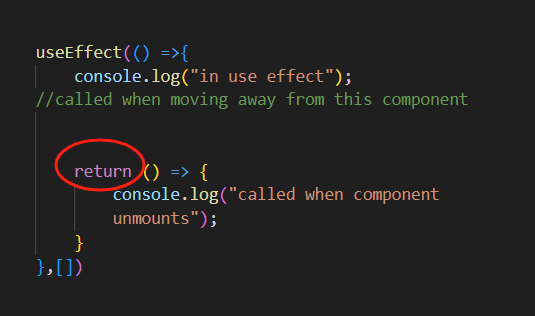 useEffect(() =>{
console.log("in use effect");
//called when moving away from this component
return () => {
console.log("called when component
unmounts");
}
},[])